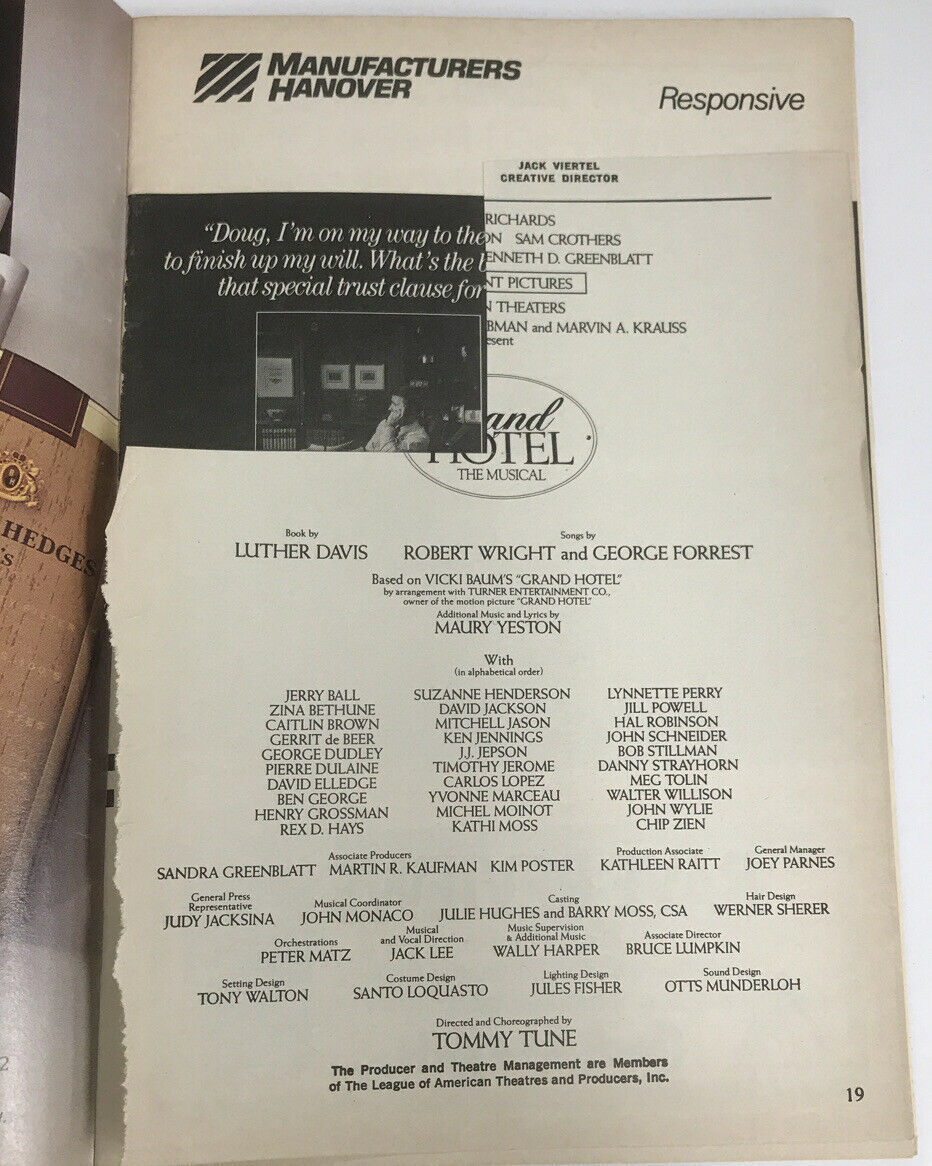 MANUFACTURERS
HANOVER
Responsive
JACK VIERTEL
CREATIVE DIRECTOR
"Doug, I'm on my way to the
to finish up my will. What's the
that special trust clause for
RICHARDS
SAM CROTHERS
KENNETH D. GREENBLATT
PICTURES
THEATERS
and MARVIN A. KRAUSS
HOTEL
THE MUSICAL
HEDGES
'S
Book by
LUTHER DAVIS
Songs by
ROBERT WRIGHT and GEORGE FORREST
Based on VICKI BAUM'S "GRAND HOTEL"
by arrangement with TURNER ENTERTAINMENT CO.,
owner of the motion picture "GRAND HOTEL"
Additional Music and Lyrics by
MAURY YESTON
With
(in alphabetical order)
JERRY BALL
ZINA BETHUNE
CAITLIN BROWN
GERRIT de BEER
GEORGE DUDLEY
PIERRE DULAINE
DAVID ELLEDGE
BEN GEORGE
HENRY GROSSMAN
REX D. HAYS
SUZANNE HENDERSON
DAVID JACKSON
MITCHELL JASON
KEN JENNINGS
J.J. JEPSON
TIMOTHY JEROME
CARLOS LOPEZ
YVONNE MARCEAU
MICHEL MOINOT
KATHI MOSS
LYNNETTE PERRY
JILL POWELL
HAL ROBINSON
JOHN SCHNEIDER
BOB STILLMAN
DANNY STRAYHORN
MEG TOLIN
WALTER WILLISON
JOHN WYLIE
CHIP ZIEN
Associate Producers
SANDRA GREENBLATT MARTIN R. KAUFMAN KIM POSTER
Production Associate
KATHLEEN RAITT
General Manager
JOEY PARNES
General Press
Representative
JUDY JACKSINA
Musical Coordinator
JOHN MONACO
Casting
JULIE HUGHES and BARRY MOSS, CSA
Hair Design
WERNER SHERER
Orchestrations
PETER MATZ
Musical
and Vocal Direction
JACK LEE
Music Supervision
& Additional Music
WALLY HARPER
Associate Director
BRUCE LUMPKIN
Setting Design
TONY WALTON
Costume Design
SANTO LOQUASTO
Lighting Design
JULES FISHER
Sound Design
OTTS MUNDERLOH
Directed and Choreographed by
TOMMY TUNE
The Producer and Theatre Management are Members
of The League of American Theatres and Producers, Inc.
19